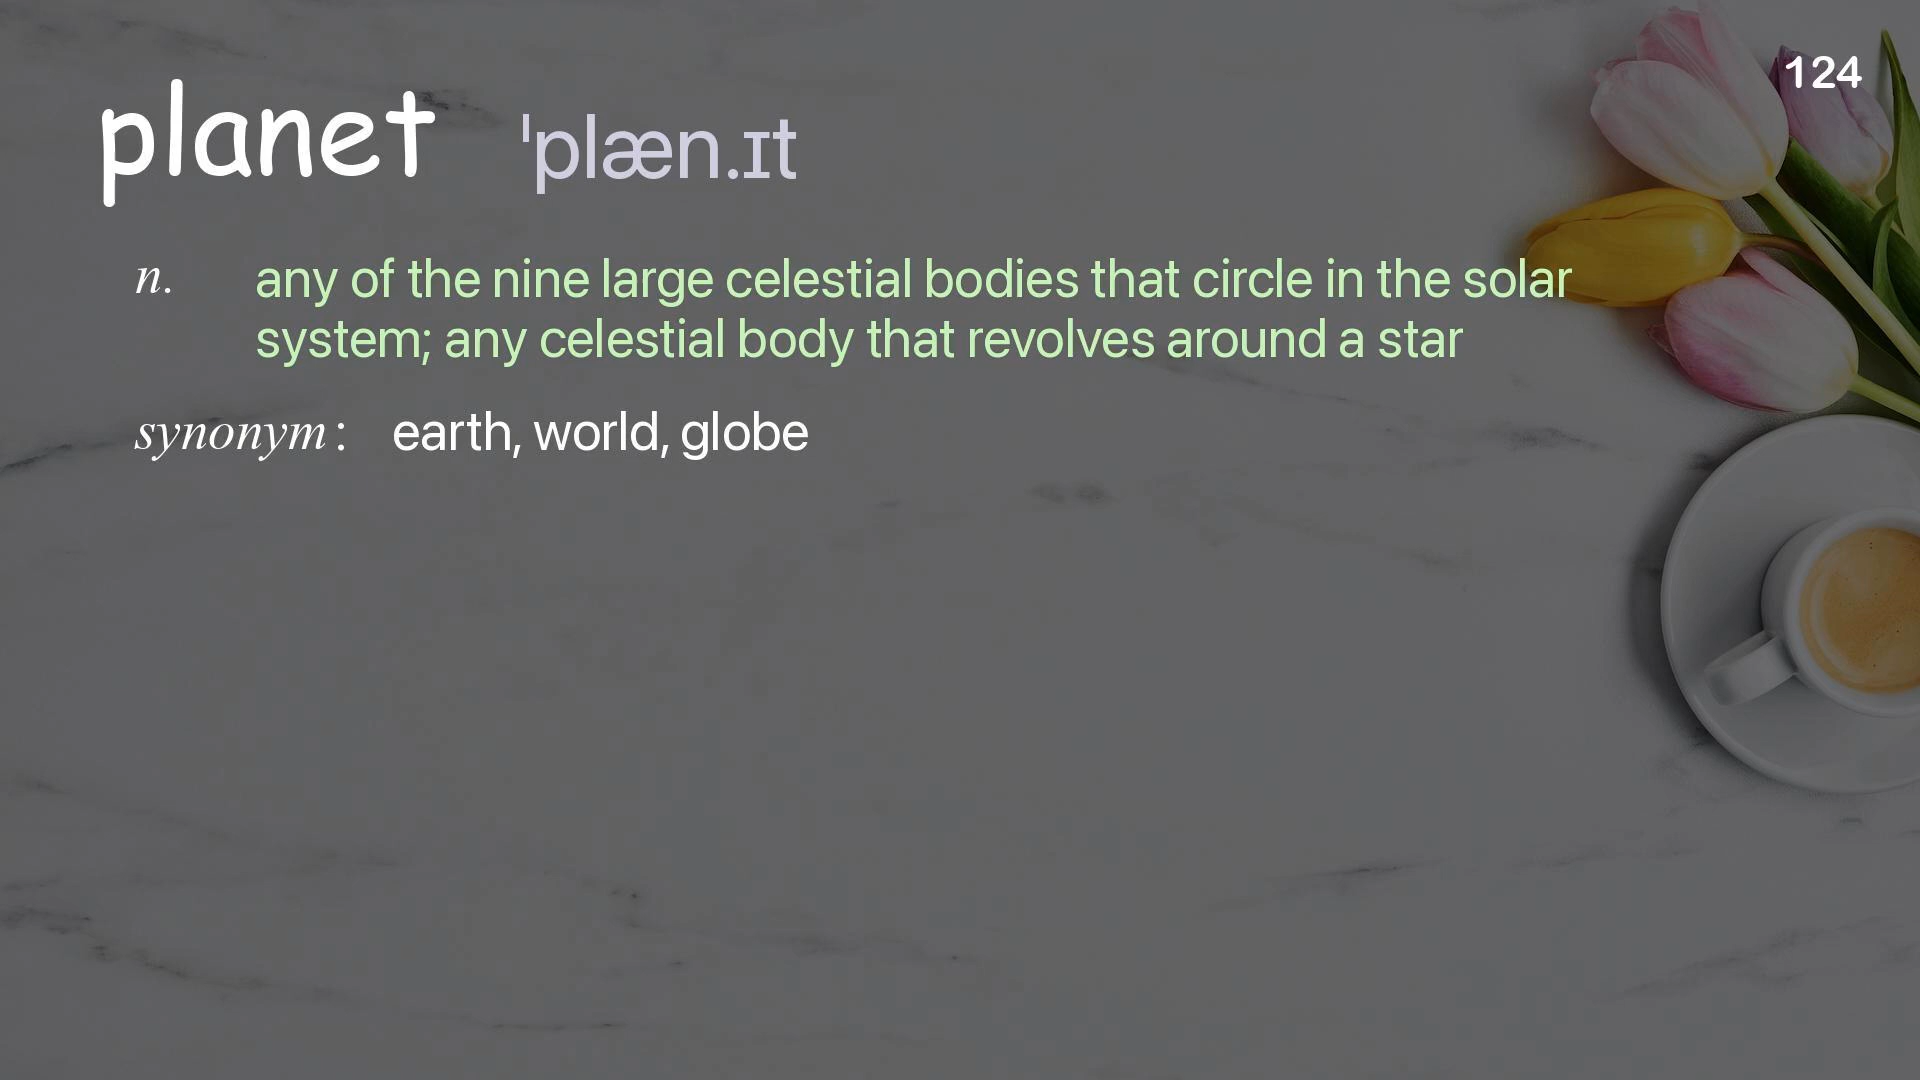 124
planet ˈplæn.ɪt
n. any of the nine large celestial bodies that circle in the solar
system; any celestial body that revolves around a star
synonym: earth, world, globe